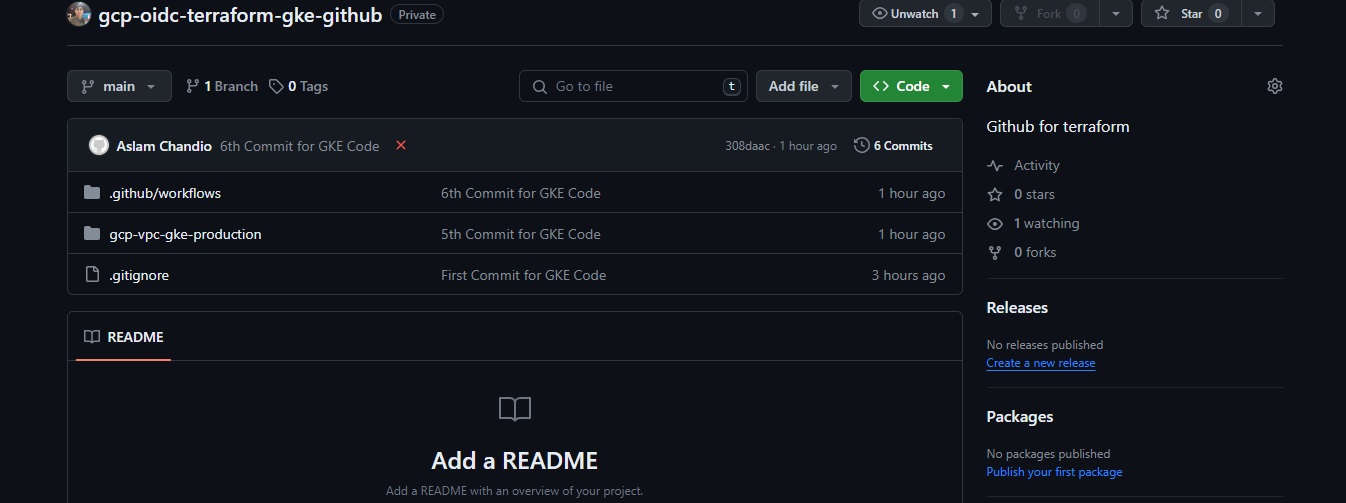 gcp-oidc-terraform-gke-github Private Unwatch 1 Fork 0 Star 0
main 1 Branch 0 Tags Go to file t Add file Code
About
Github for terraform
Aslam Chandio 6th Commit for GKE Code 308daac · 1 hour ago 6 Commits
Activity
.github/workflows 6th Commit for GKE Code 1 hour ago
0 stars
1 watching
gcp-vpc-gke-production 5th Commit for GKE Code 1 hour ago
0 forks
.gitignore First Commit for GKE Code 3 hours ago
Releases
README
No releases published
Create a new release
Packages
Add a README
No packages published
Publish your first package
Add a README with an overview of your project.